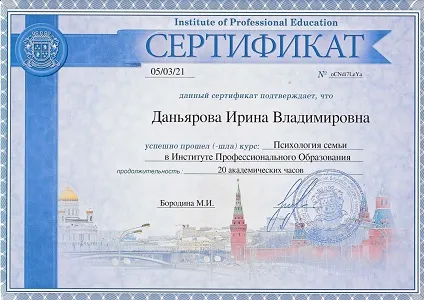 Institute of Professional Education
СЕРТИФИКАТ
05/03/21 № oCNdi7LzYa
данный сертификат подтверждает, что
Даньярова Ирина Владимировна
успешно прошел (-шла) курс: Психология семьи
в Институте Профессионального Образования
продолжительность: 20 академических часов
Бородина М.И.